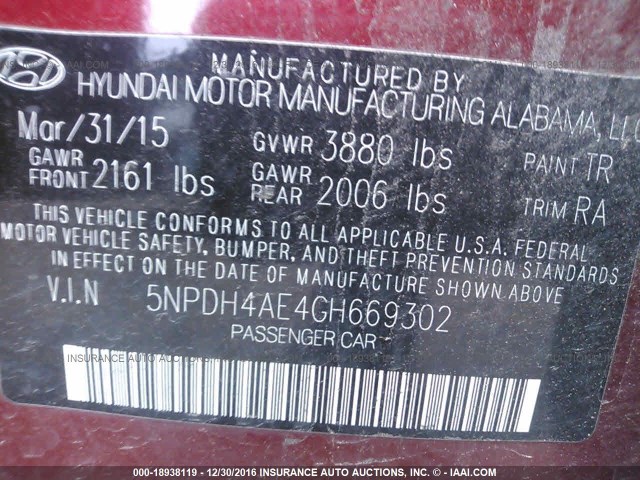 MANUFACTURED BY
HYUNDAI MOTOR MANUFACTURING ALABAMA, LLC
Mar/31/15 GVWR 3880 lbs PAINT TR
GAWR FRONT 2161 lbs GAWR REAR 2006 lbs TRIM RA
THIS VEHICLE CONFORMS TO ALL APPLICABLE U.S.A. FEDERAL
MOTOR VEHICLE SAFETY, BUMPER, AND THEFT PREVENTION STANDARDS
IN EFFECT ON THE DATE OF MANUFACTURE SHOWN ABOVE
V.I.N 5NPDH4AE4GH669302
PASSENGER CAR
000-18938119 - 12/30/2016 - INSURANCE AUTO AUCTIONS, INC. - © - IAAI.COM